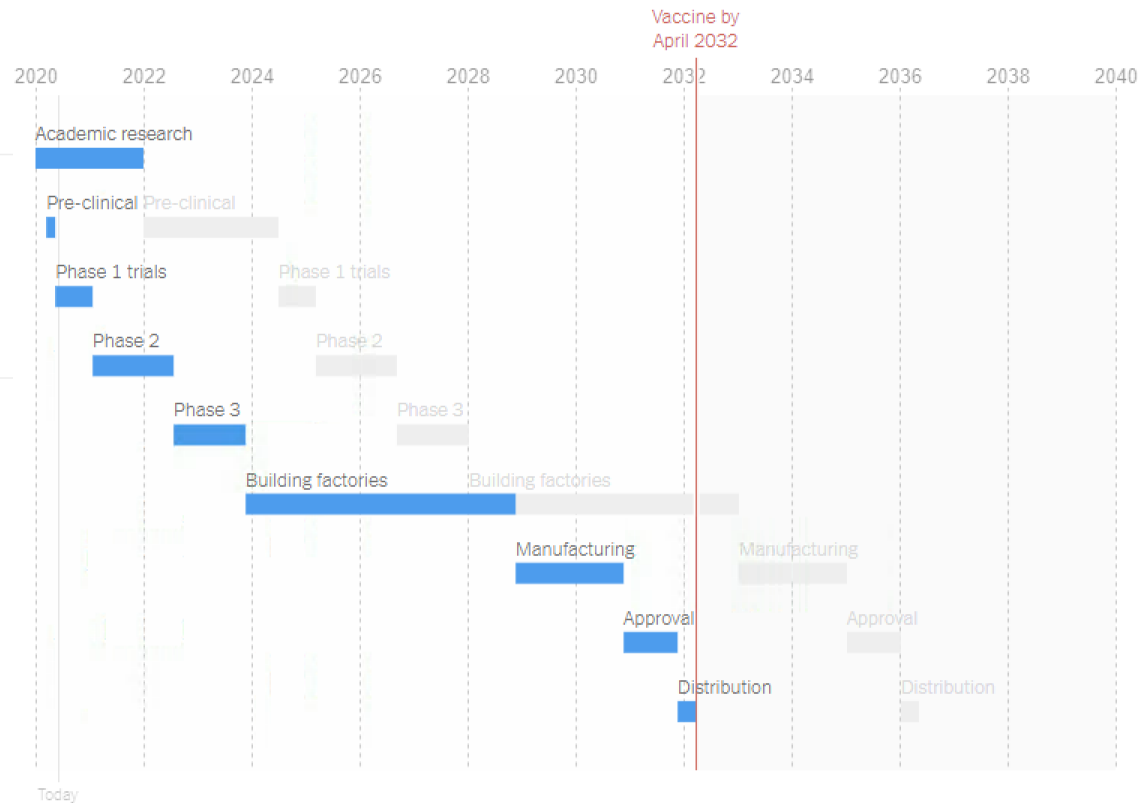 Vaccine by
April 2032
2020 2022 2024 2026 2028 2030 2032 2034 2036 2038 2040
Academic research
Pre-clinical Pre-clinical
Phase 1 trials Phase 1 trials
Phase 2 Phase 2
Phase 3 Phase 3
Building factories Building factories
Manufacturing Manufacturing
Approval Approval
Distribution Distribution
Today